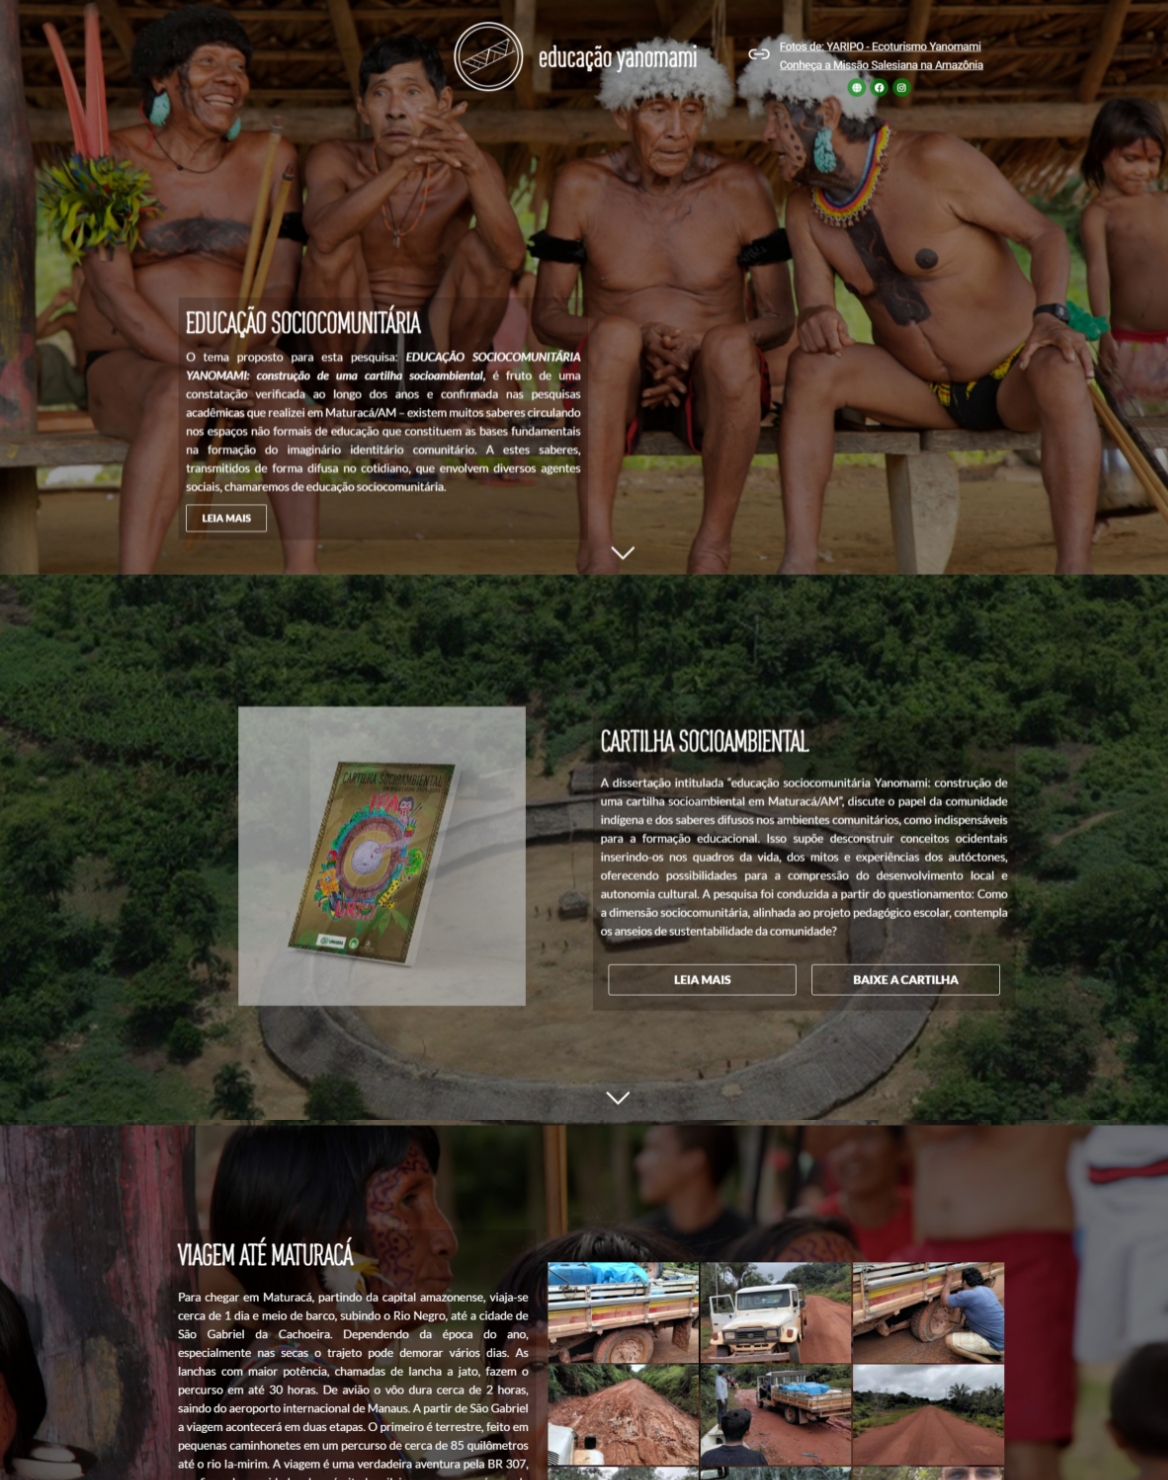 educação yanomami
Fotos de: YARIPO - Ecoturismo Yanomami
Conheça a Missão Salesiana na Amazônia
EDUCAÇÃO SOCIOCOMUNITÁRIA
O tema proposto para esta pesquisa: EDUCAÇÃO SOCIOCOMUNITÁRIA
YANOMAMI: construção de uma cartilha socioambiental, é fruto de uma
constatação verificada ao longo dos anos e confirmada nas pesquisas
acadêmicas que realizei em Maturacá/AM – existem muitos saberes circulando
nos espaços não formais de educação que constituem as bases fundamentais
na formação do imaginário identitário comunitário. A estes saberes,
transmitidos de forma difusa no cotidiano, que envolvem diversos agentes
sociais, chamaremos de educação sociocomunitária.
LEIA MAIS
CARTILHA SOCIOAMBIENTAL
CARTILHA SOCIOAMBIENTAL
A dissertação intitulada "educação sociocomunitária Yanomami: construção de
uma cartilha socioambiental em Maturacá/AM", discute o papel da comunidade
indígena e dos saberes difusos nos ambientes comunitários, como indispensáveis
para a formação educacional. Isso supõe desconstruir conceitos ocidentais
inserindo-os nos quadros da vida, dos mitos e experiências dos autóctones,
oferecendo possibilidades para a compressão do desenvolvimento local e
autonomia cultural. A pesquisa foi conduzida a partir do questionamento: Como
a dimensão sociocomunitária, alinhada ao projeto pedagógico escolar, contempla
os anseios de sustentabilidade da comunidade?
LEIA MAIS
BAIXE A CARTILHA
VIAGEM ATÉ MATURACÁ
Para chegar em Maturacá, partindo da capital amazonense, viaja-se
cerca de 1 dia e meio de barco, subindo o Rio Negro, até a cidade de
São Gabriel da Cachoeira. Dependendo da época do ano,
especialmente nas secas o trajeto pode demorar vários dias. As
lanchas com maior potência, chamadas de lancha a jato, fazem o
percurso em até 30 horas. De avião o vôo dura cerca de 2 horas,
saindo do aeroporto internacional de Manaus. A partir de São Gabriel
a viagem acontecerá em duas etapas. O primeiro é terrestre, feito em
pequenas caminhonetes em um percurso de cerca de 85 quilômetros
até o rio Ia-mirim. A viagem é uma verdadeira aventura pela BR 307,